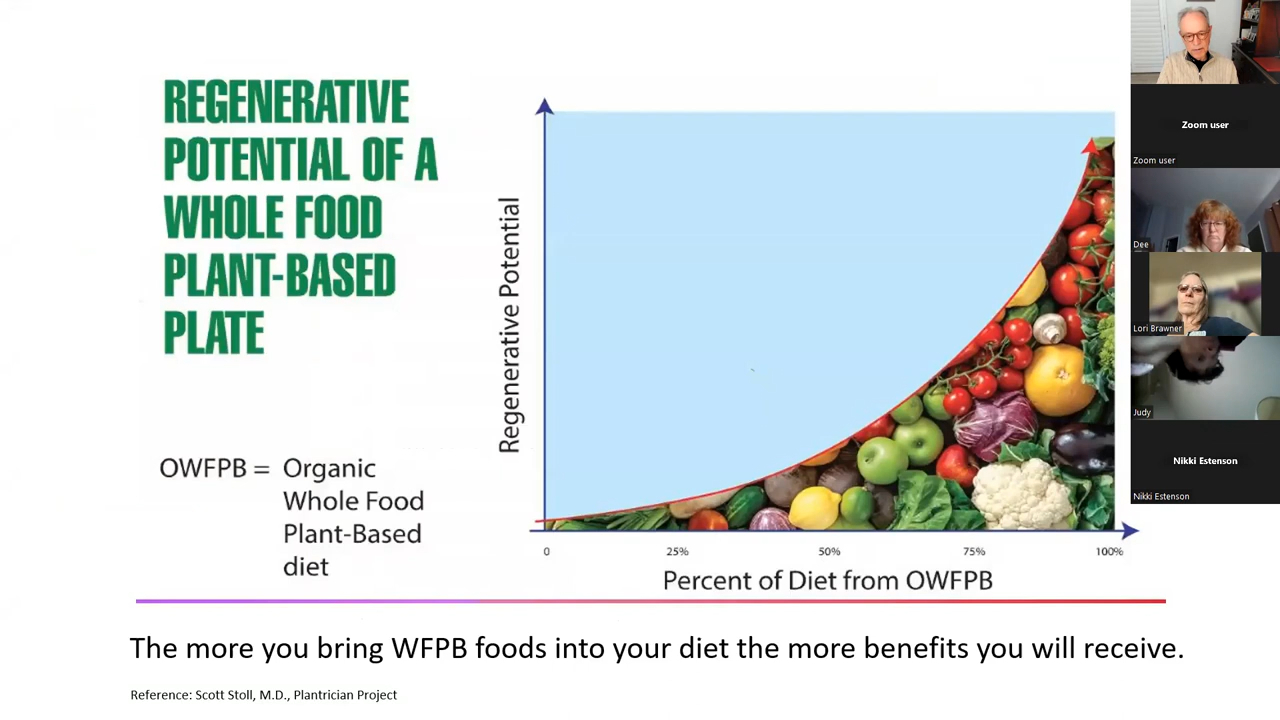 REGENERATIVE
POTENTIAL OF A
WHOLE FOOD
PLANT-BASED
PLATE
OWFPB = Organic
Whole Food
Plant-Based
diet
Regenerative Potential
0 25% 50% 75% 100%
Percent of Diet from OWFPB
The more you bring WFPB foods into your diet the more benefits you will receive.
Reference: Scott Stoll, M.D., Plantrician Project
Zoom user
Zoom user
Dee
Lori Brawner
Judy
Nikki Estenson
Nikki Estenson